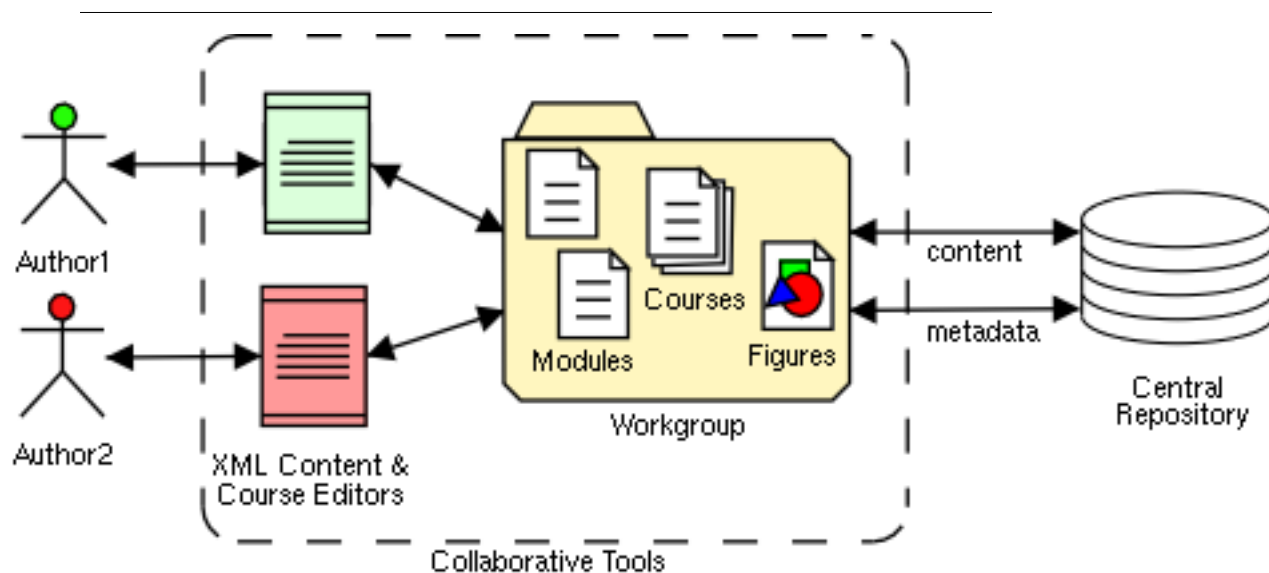 Author1
Author2
XML Content &
Course Editors
Modules
Courses
Figures
Workgroup
content
metadata
Central
Repository
Collaborative Tools